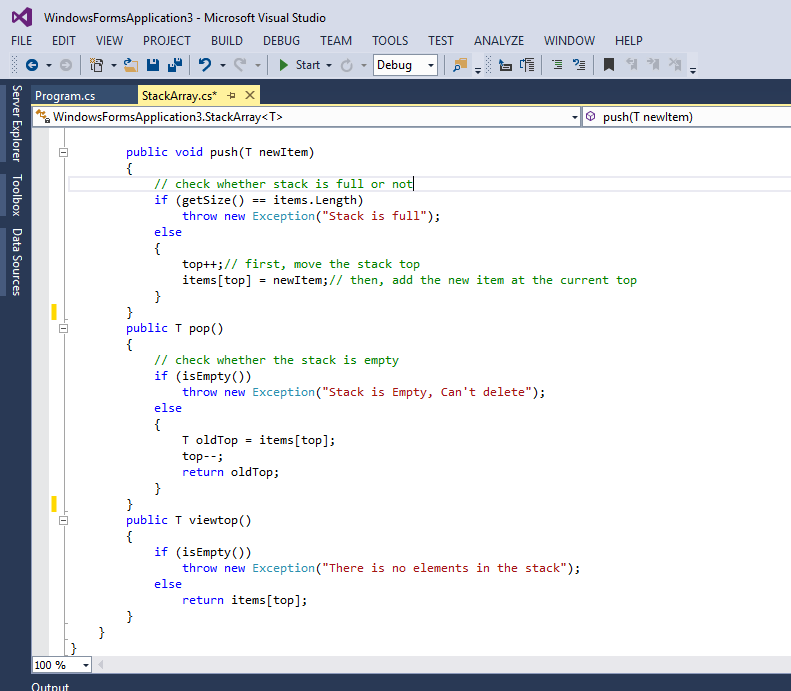 WindowsFormsApplication3 - Microsoft Visual Studio
FILE EDIT VIEW PROJECT BUILD DEBUG TEAM TOOLS TEST ANALYZE WINDOW HELP
Start Debug
Program.cs StackArray.cs*
WindowsFormsApplication3.StackArray<T> push(T newItem)
Server Explorer
Toolbox
Data Sources
public void push(T newItem)
{
// check whether stack is full or not
if (getSize() == items.Length)
throw new Exception("Stack is full");
else
{
top++;// first, move the stack top
items[top] = newItem;// then, add the new item at the current top
}
}
public T pop()
{
// check whether the stack is empty
if (isEmpty())
throw new Exception("Stack is Empty, Can't delete");
else
{
T oldTop = items[top];
top--;
return oldTop;
}
}
public T viewtop()
{
if (isEmpty())
throw new Exception("There is no elements in the stack");
else
return items[top];
}
}
}
100 %
Output